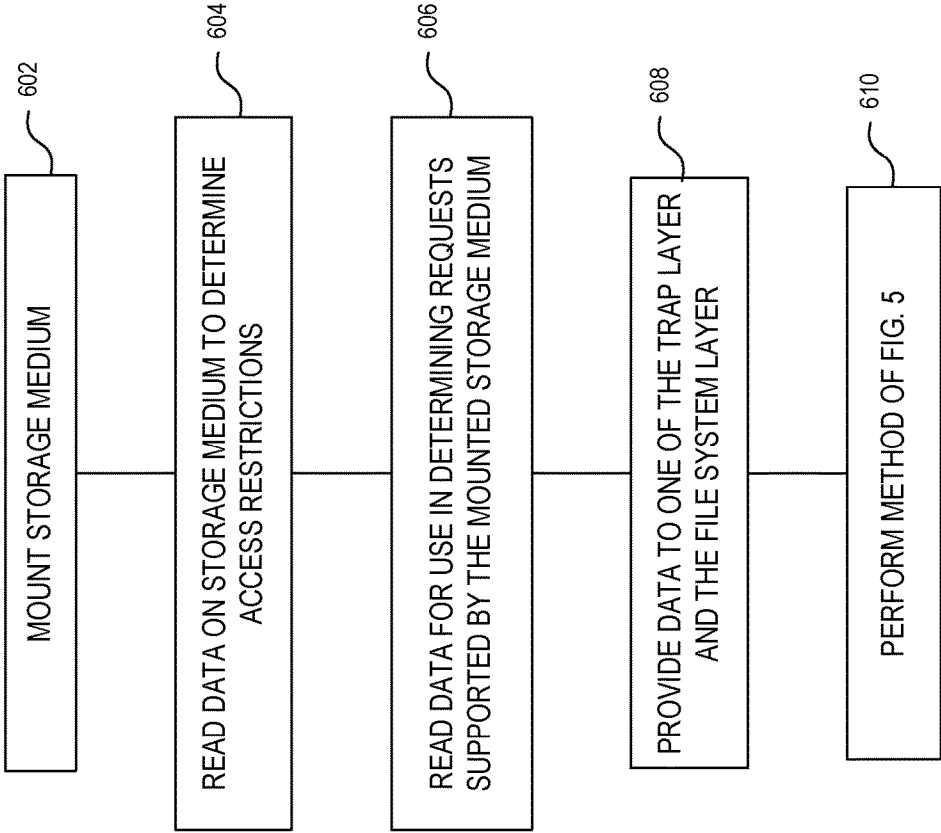 602
MOUNT STORAGE MEDIUM
604
READ DATA ON STORAGE MEDIUM TO DETERMINE
ACCESS RESTRICTIONS
606
READ DATA FOR USE IN DETERMINING REQUESTS
SUPPORTED BY THE MOUNTED STORAGE MEDIUM
608
PROVIDE DATA TO ONE OF THE TRAP LAYER
AND THE FILE SYSTEM LAYER
610
PERFORM METHOD OF FIG. 5